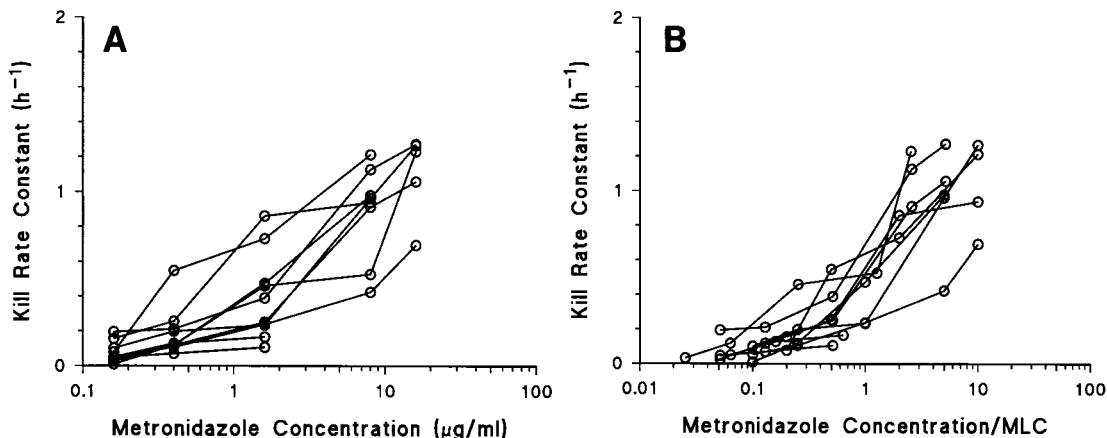 A
B
2
1
0
0.1
1
10
100
Kill Rate Constant (h⁻¹)
Metronidazole Concentration (µg/ml)
2
1
0
0.01
0.1
1
10
100
Kill Rate Constant (h⁻¹)
Metronidazole Concentration/MLC